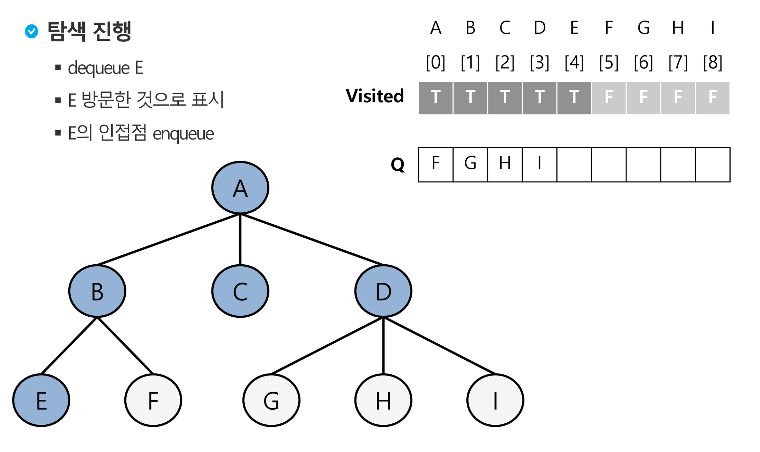 탐색 진행
▪ dequeue E
▪ E 방문한 것으로 표시
▪ E의 인접점 enqueue
A B C D E F G H I
[0] [1] [2] [3] [4] [5] [6] [7] [8]
Visited T T T T T F F F F
Q F G H I
A
B C D
E F G H I